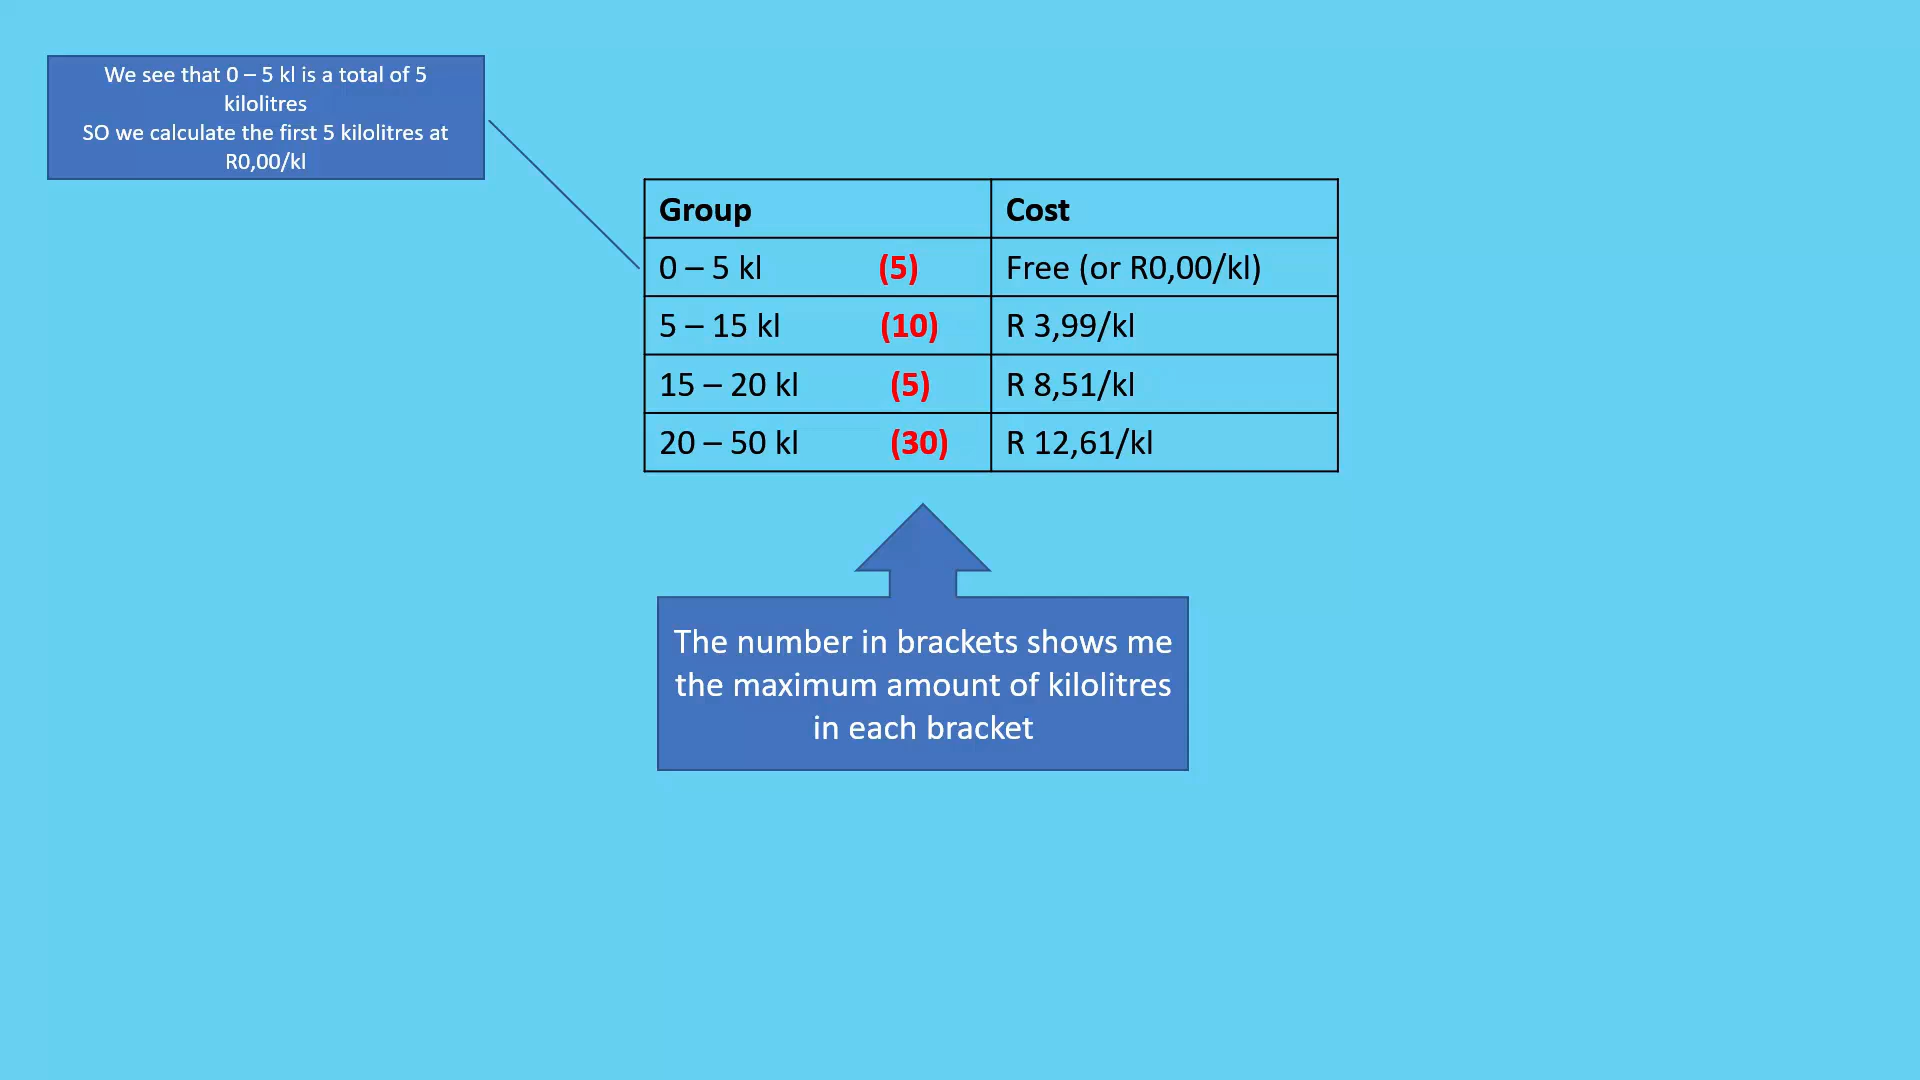 We see that 0 – 5 kl is a total of 5
kilolitres
SO we calculate the first 5 kilolitres at
R0,00/kl
Group Cost
0 – 5 kl (5) Free (or R0,00/kl)
5 – 15 kl (10) R 3,99/kl
15 – 20 kl (5) R 8,51/kl
20 – 50 kl (30) R 12,61/kl
The number in brackets shows me
the maximum amount of kilolitres
in each bracket